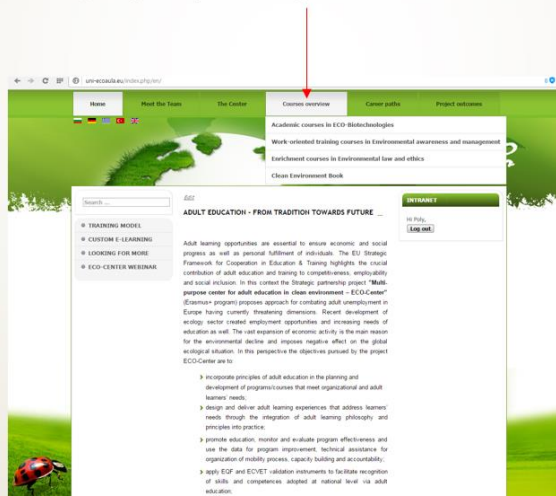 uni-ecoaula.eu/index.php/en/
Home Meet the Team The Center Courses overview Career paths Project outcomes
Academic courses in ECO-Biotechnologies
Work-oriented training courses in Environmental awareness and management
Enrichment courses in Environmental law and ethics
Clean Environment Book
Search ...
TRAINING MODEL
CUSTOM E-LEARNING
LOOKING FOR MORE
ECO-CENTER WEBINAR
Edit
ADULT EDUCATION - FROM TRADITION TOWARDS FUTURE
Adult learning opportunities are essential to ensure economic and social
progress as well as personal fulfillment of individuals. The EU Strategic
Framework for Cooperation in Education & Training highlights the crucial
contribution of adult education and training to competitiveness, employability
and social inclusion. In this context the Strategic partnership project "Multi-
purpose center for adult education in clean environment – ECO-Center"
(Erasmus+ program) proposes approach for combating adult unemployment in
Europe having currently threatening dimensions. Recent development of
ecology sector created employment opportunities and increasing needs of
education as well. The vast expansion of economic activity is the main reason
for the environmental decline and imposes negative effect on the global
ecological situation. In this perspective the objectives pursued by the project
ECO-Center are to
incorporate principles of adult education in the planning and
development of programs/courses that meet organizational and adult
learners' needs;
design and deliver adult learning experiences that address learners'
needs through the integration of adult learning philosophy and
principles into practice;
promote education, monitor and evaluate program effectiveness and
use the data for program improvement, technical assistance for
organization of mobility process, capacity building and accountability;
apply EQF and ECVET validation instruments to facilitate recognition
of skills and competences adopted at national level via adult
education.
INTRANET
Hi Poly,
Log out